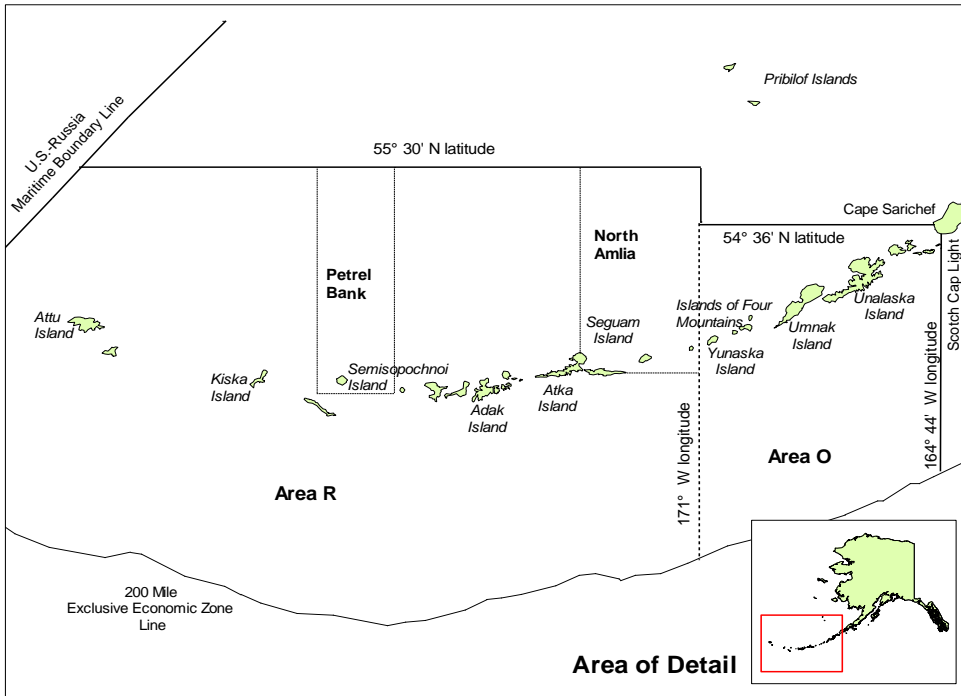 Pribilof Islands
U.S.-Russia
Maritime Boundary Line
55° 30' N latitude
Cape Sarichef
54° 36' N latitude
North
Amlia
Petrel
Bank
Scotch Cap Light
Attu
Island
Seguam
Island
Islands of Four
Mountains
Unalaska
Island
Umnak
Island
Yunaska
Island
Kiska
Island
Semisopochnoi
Island
Adak
Island
Atka
Island
164° 44' W longitude
171° W longitude
Area O
Area R
200 Mile
Exclusive Economic Zone
Line
Area of Detail